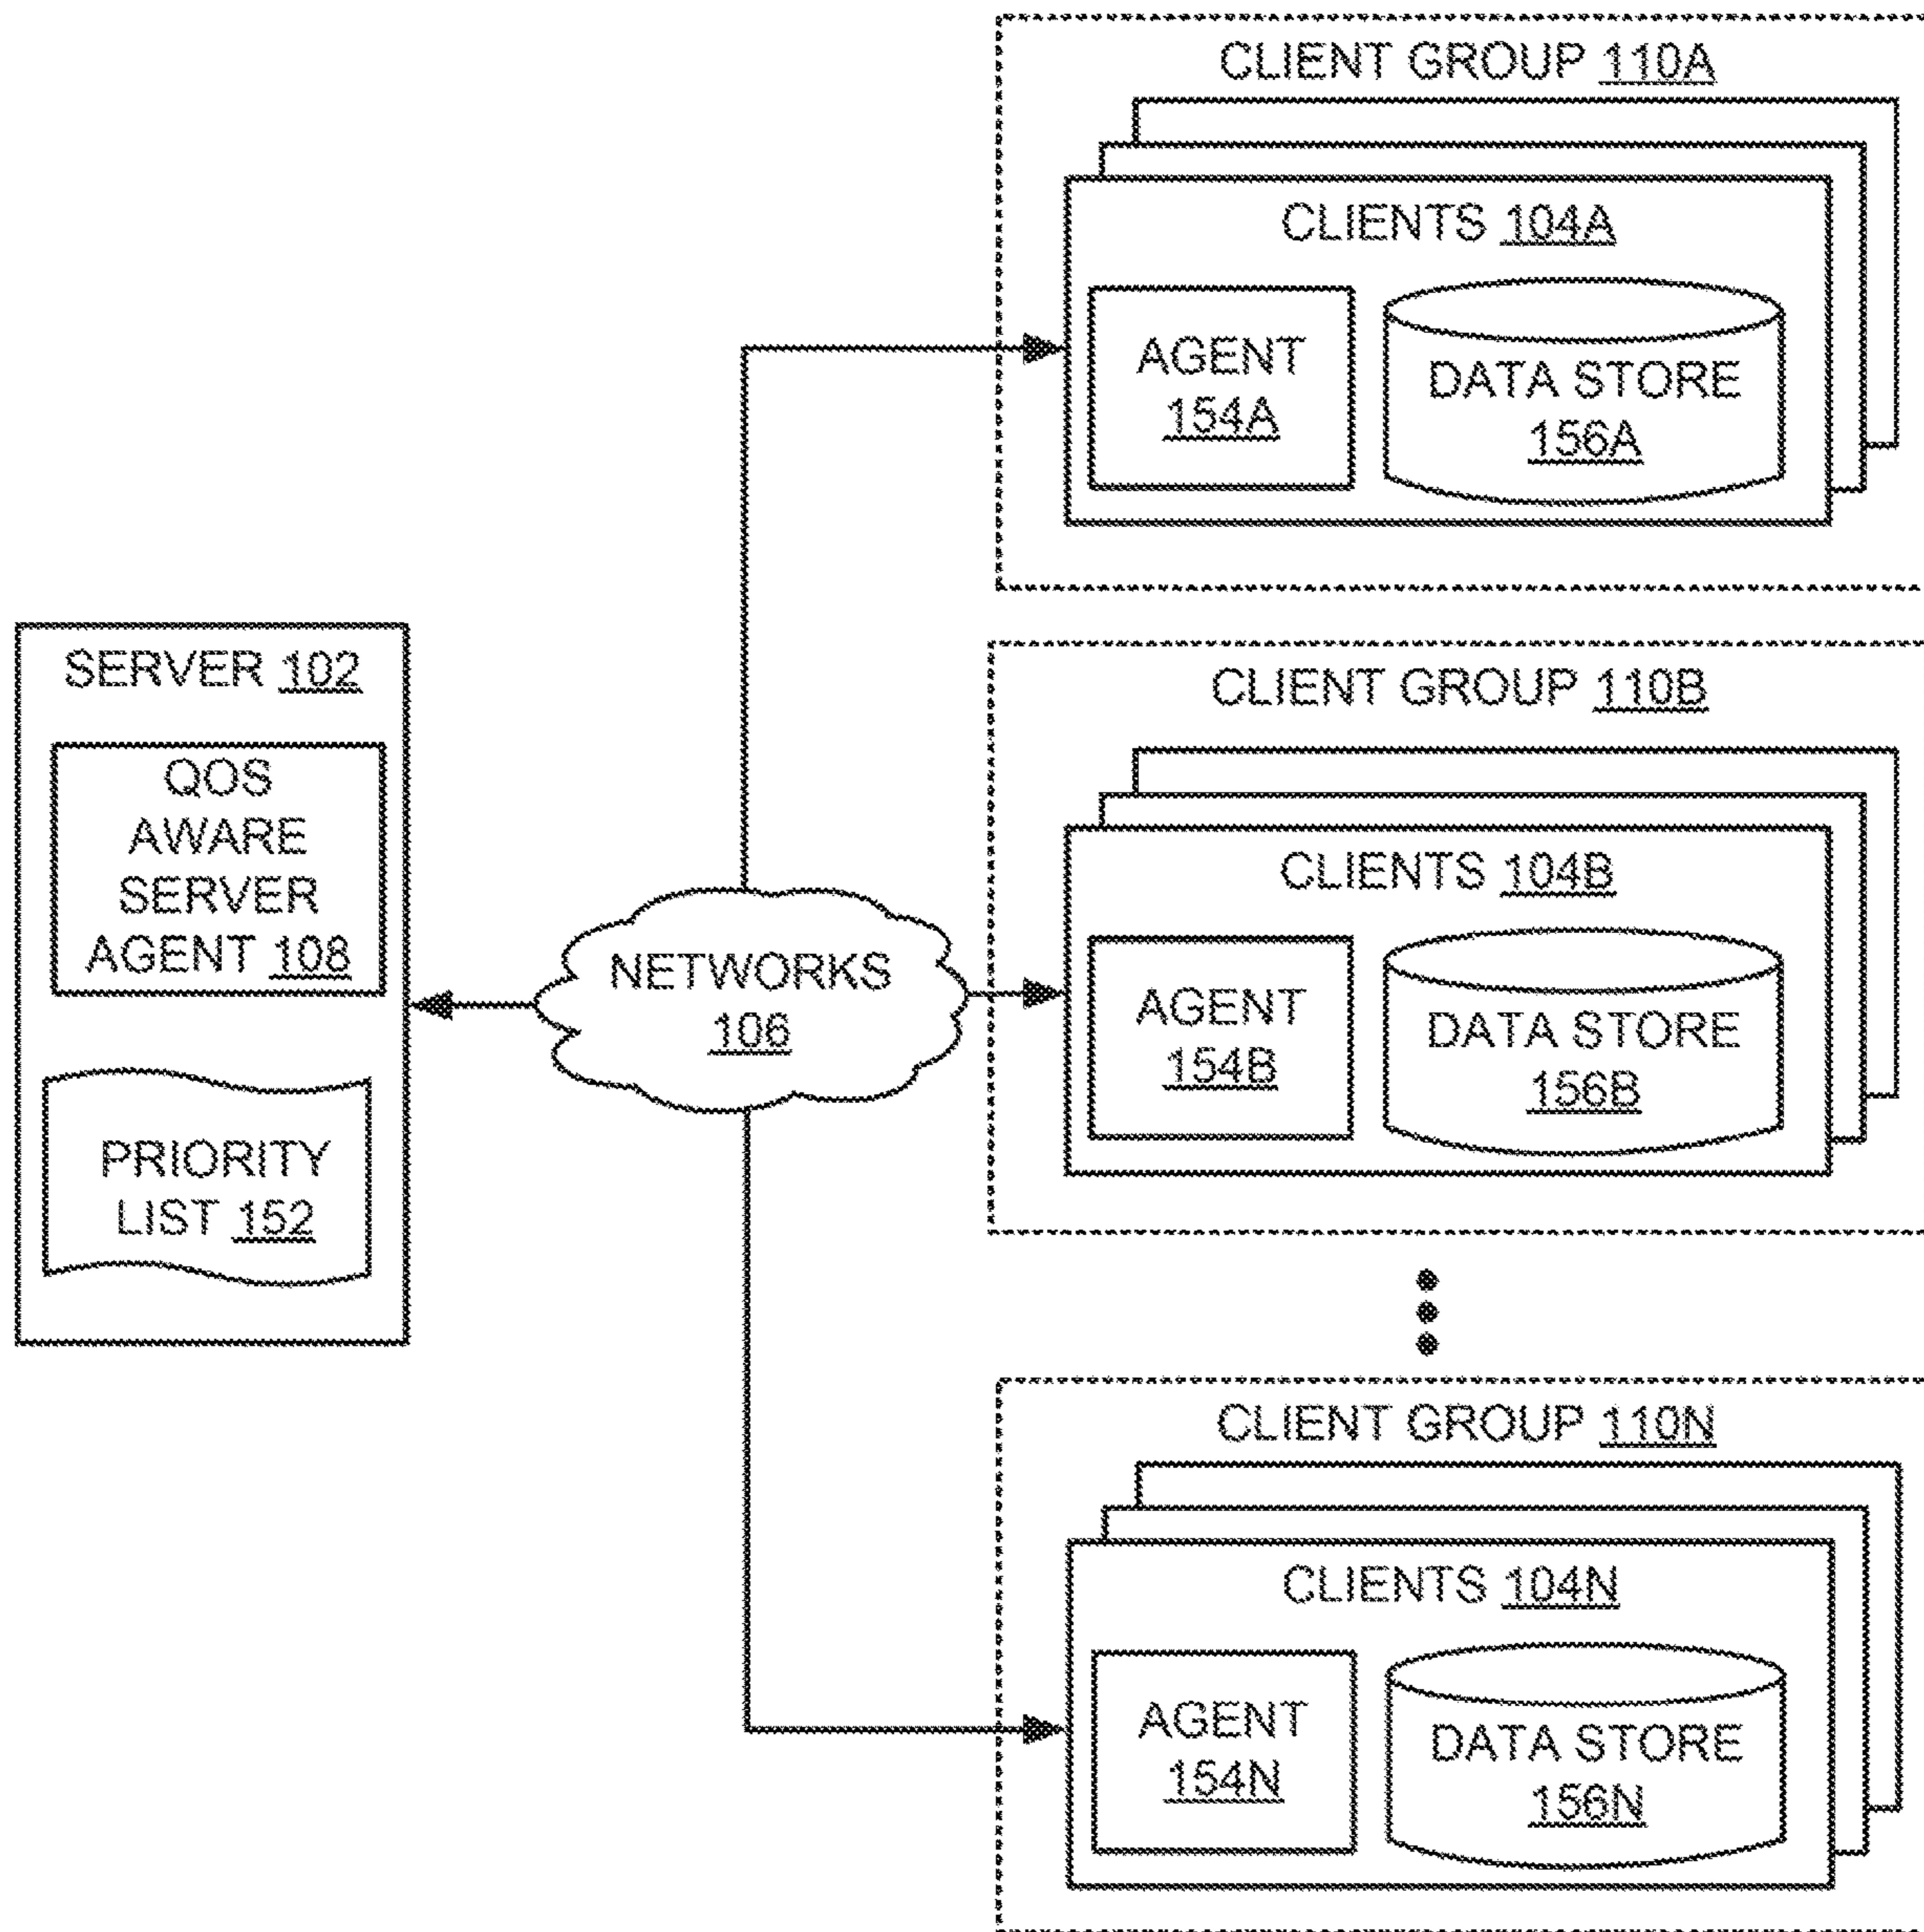 CLIENT GROUP 110A
CLIENTS 104A
AGENT
154A
DATA STORE
156A
SERVER 102
QOS
AWARE
SERVER
AGENT 108
PRIORITY
LIST 152
NETWORKS
106
CLIENT GROUP 110B
CLIENTS 104B
AGENT
154B
DATA STORE
156B
CLIENT GROUP 110N
CLIENTS 104N
AGENT
154N
DATA STORE
156N